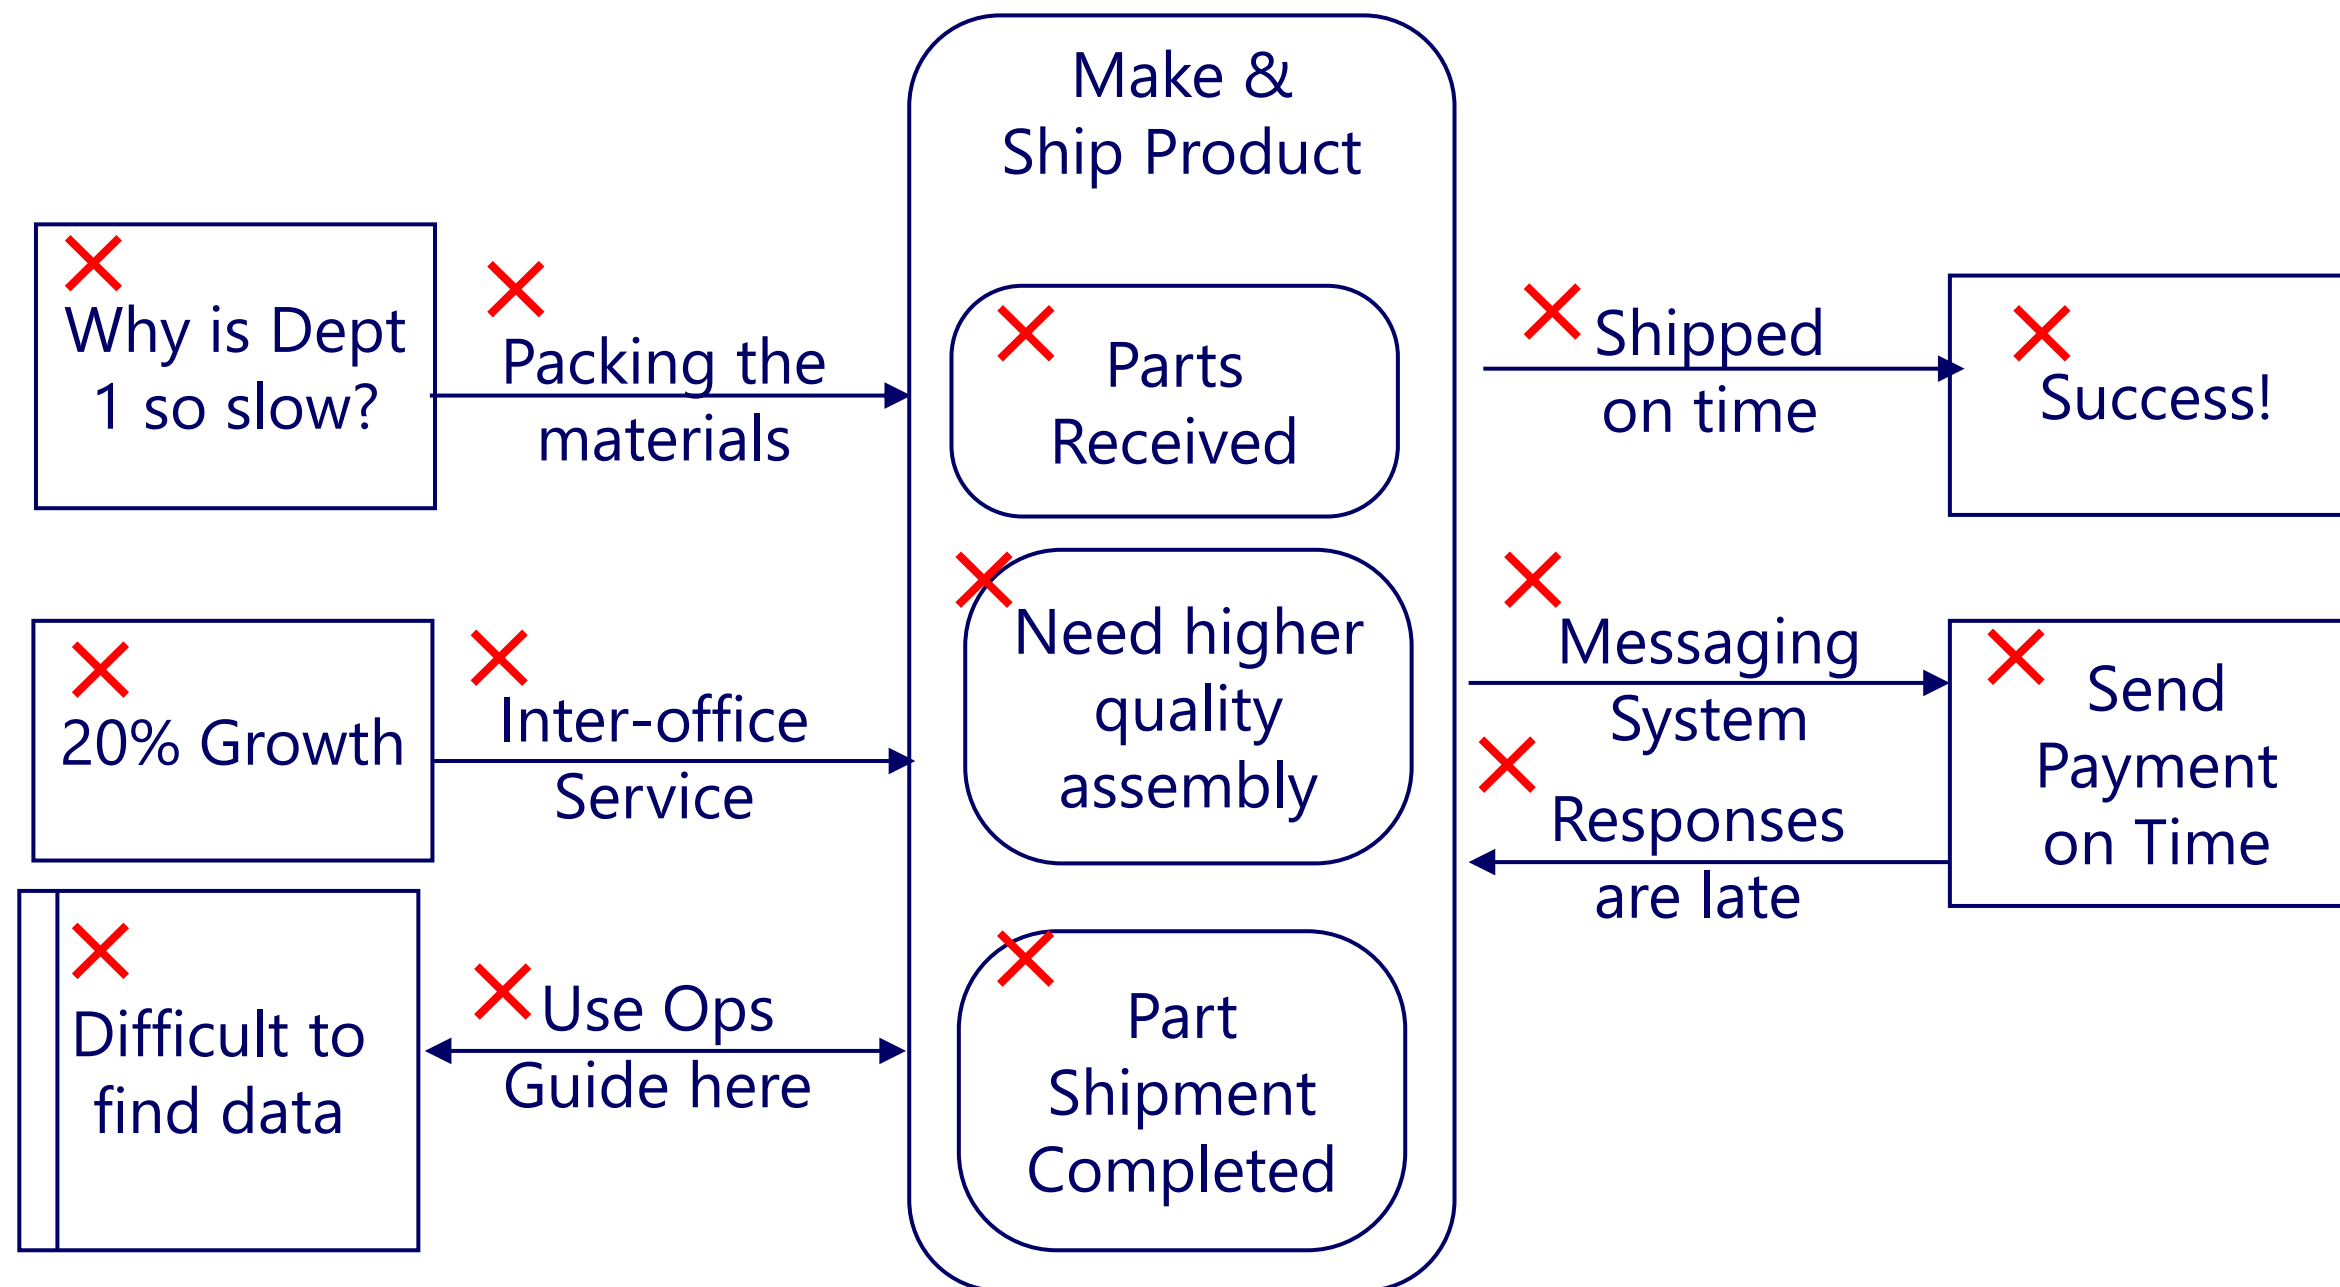 Make &
Ship Product
Why is Dept
1 so slow?
Packing the
materials
Parts
Received
Shipped
on time
Success!
20% Growth
Inter-office
Service
Need higher
quality
assembly
Messaging
System
Responses
are late
Send
Payment
on Time
Difficult to
find data
Use Ops
Guide here
Part
Shipment
Completed